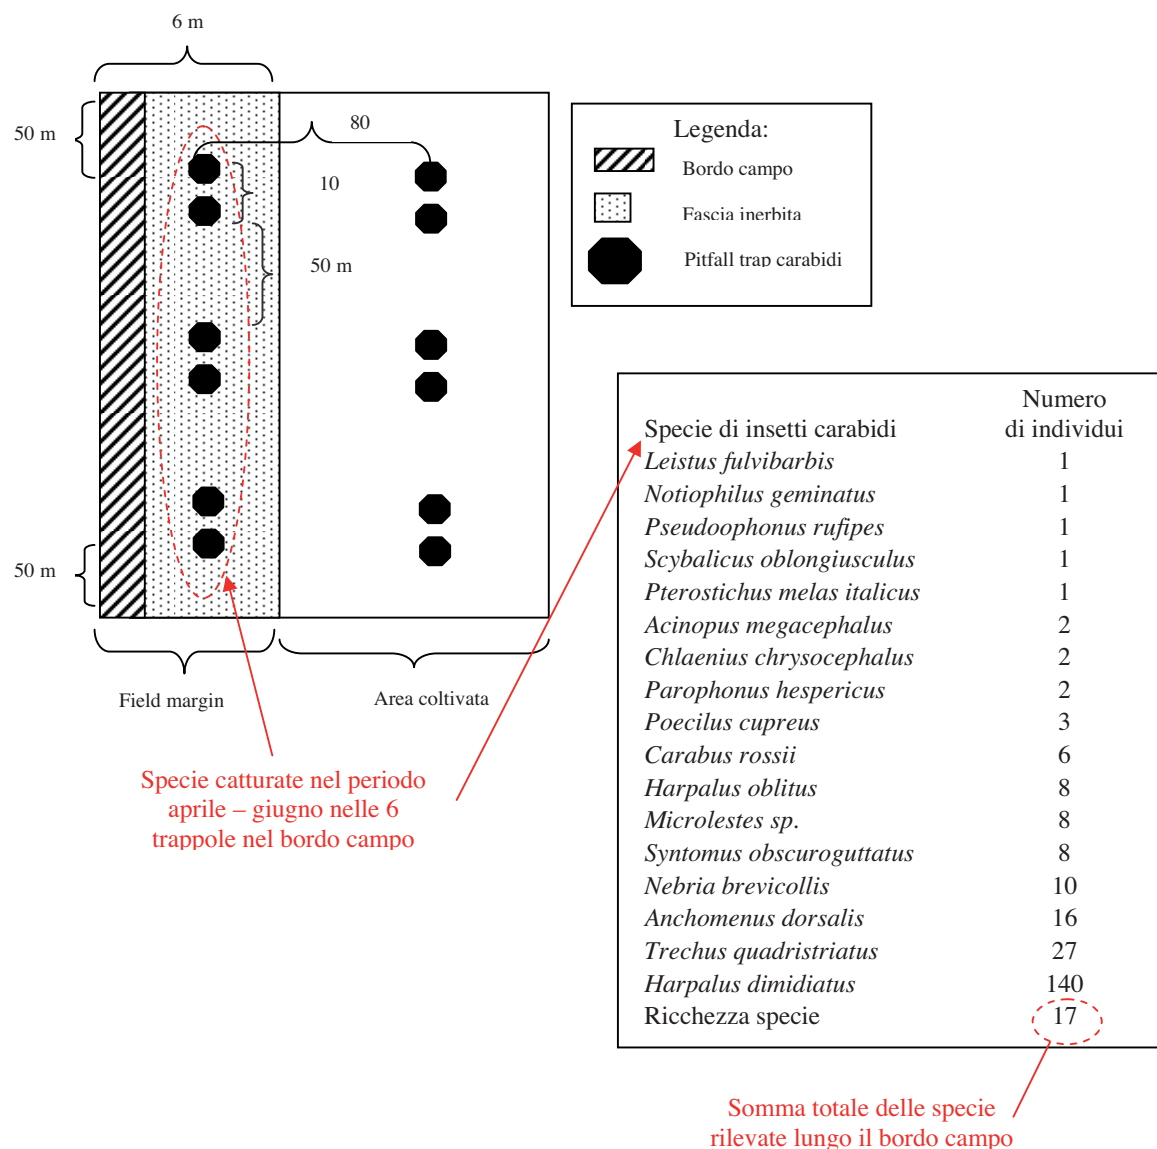 6 m
50 m
80
10
50 m
50 m
Field margin
Area coltivata
Legenda:
Bordo campo
Fascia inerbita
Pitfall trap carabidi
Specie catturate nel periodo
aprile – giugno nelle 6
trappole nel bordo campo
Numero
Specie di insetti carabidi di individui
Leistus fulvibarbis 1
Notiophilus geminatus 1
Pseudoophonus rufipes 1
Scybalicus oblongiusculus 1
Pterostichus melas italicus 1
Acinopus megacephalus 2
Chlaenius chrysocephalus 2
Parophonus hespericus 2
Poecilus cupreus 3
Carabus rossii 6
Harpalus oblitus 8
Microlestes sp. 8
Syntomus obscuroguttatus 8
Nebria brevicollis 10
Anchomenus dorsalis 16
Trechus quadristriatus 27
Harpalus dimidiatus 140
Ricchezza specie 17
Somma totale delle specie
rilevate lungo il bordo campo